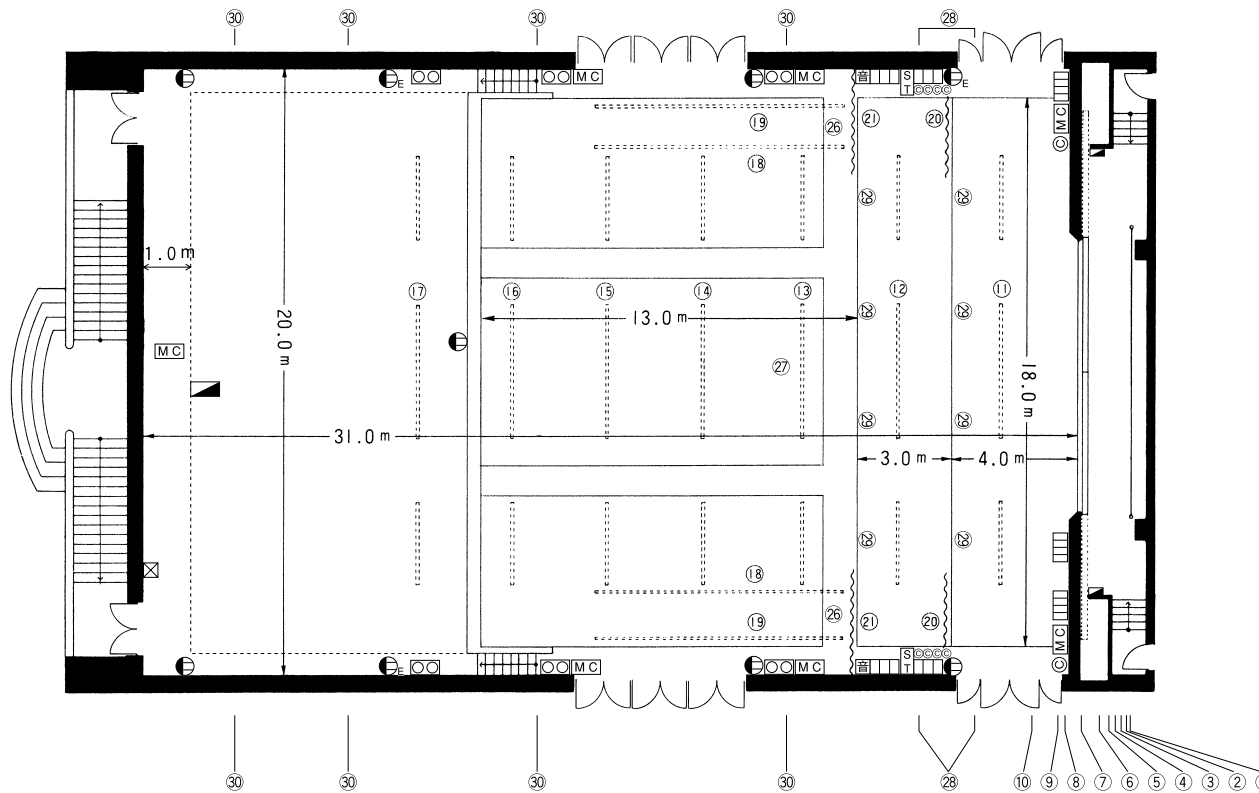 ㉚ ㉚ ㉚ ㉚ ㉘
E MC MC 音 S T ©©©© E
MC
©
⑲ ㉖ ㉑ ⑳
⑱
㉙ ㉙
1.0m
⑰ ⑯ ⑮ ⑭ ⑬ ⑫ ⑪
20.0m
13.0m
㉙ ㉙
MC
㉗
18.0m
㉙ ㉙
31.0m
3.0m 4.0m
㉙ ㉙
⑱
⑲ ㉖ ㉑ ⑳
MC
©
E MC MC 音 S T ©©©© E
㉚ ㉚ ㉚ ㉚ ㉘ ⑩ ⑨ ⑧ ⑦ ⑥ ⑤ ④ ③ ②